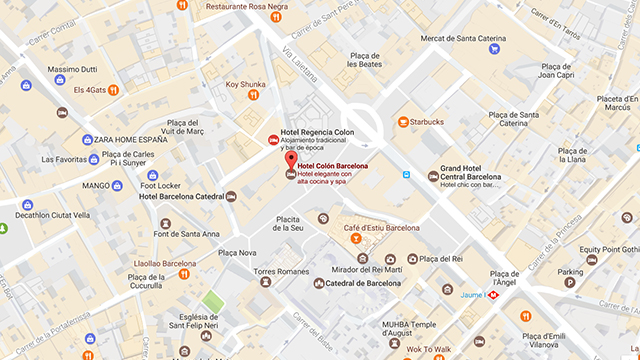 Restaurante
Rosa Negra
Carrer de Sant Pere
Carrer d'En Tarròs
Carrer Comtal
Via Laietana
Mercat de Santa Caterina
Plaça de
les Beates
Plaça de
Joan Capri
Massimo Dutti
Els 4Gats
Koy Shunka
Placeta d'En
Marcús
Plaça del
Vuit de Març
Starbucks
Plaça de Santa
Caterina
Hotel Regencia Colon
Alojamiento tradicional
y bar de época
ZARA HOME ESPAÑA
Las Favoritas
Plaça de Carles
Pi i Sunyer
Plaça de
la Llana
Hotel Colón Barcelona
Hotel elegante con
alta cocina y spa
Grand Hotel
Central Barcelona
Hotel chic con bar...
MANGO
Foot Locker
Hotel Barcelona Catedral
Decathlon Ciutat Vella
Font de Santa Anna
Placita
de la Seu
Café d'Estiu Barcelona
Carrer de la Princesa
Equity Point Gothi
Plaça Nova
Llaollao Barcelona
Plaça de la
Cucurulla
Torres Romanes
Mirador del Rei Martí
Plaça del Rei
Catedral de Barcelona
Plaça de
l'Àngel
Parking
Jaume I
Carrer de la Portaferrissa
Església de
Sant Felip Neri
Carrer del Bisbe
MUHBA Temple
d'August
Wok To Walk
Plaça d'Emili
Vilanova